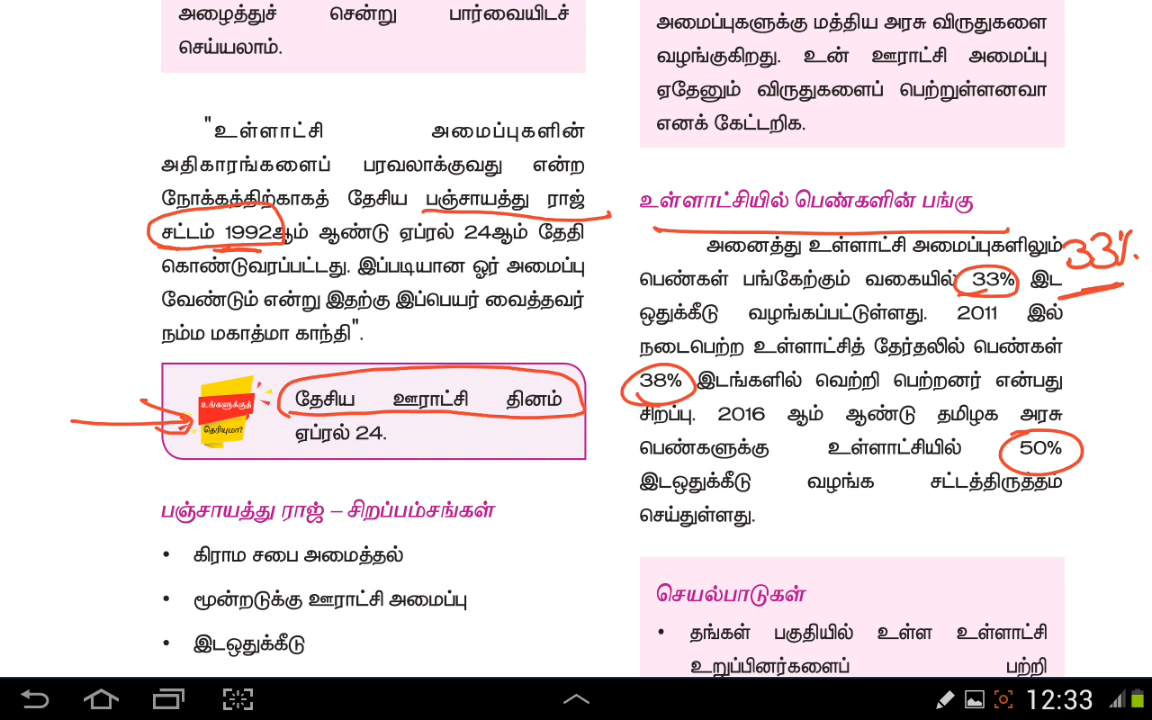 அழைத்துச் சென்று பார்வையிடச்
செய்யலாம்.
"உள்ளாட்சி அமைப்புகளின்
அதிகாரங்களைப் பரவலாக்குவது என்ற
நோக்கத்திற்காகத் தேசிய பஞ்சாயத்து ராஜ்
சட்டம் 1992ஆம் ஆண்டு ஏப்ரல் 24ஆம் தேதி
கொண்டுவரப்பட்டது. இப்படியான ஓர் அமைப்பு
வேண்டும் என்று இதற்கு இப்பெயர் வைத்தவர்
நம்ம மகாத்மா காந்தி".
உங்களுக்குத்
தெரியுமா?
தேசிய ஊராட்சி தினம்
ஏப்ரல் 24.
பஞ்சாயத்து ராஜ் – சிறப்பம்சங்கள்
• கிராம சபை அமைத்தல்
• மூன்றடுக்கு ஊராட்சி அமைப்பு
• இடஒதுக்கீடு
அமைப்புகளுக்கு மத்திய அரசு விருதுகளை
வழங்குகிறது. உன் ஊராட்சி அமைப்பு
ஏதேனும் விருதுகளைப் பெற்றுள்ளனவா
எனக் கேட்டறிக.
உள்ளாட்சியில் பெண்களின் பங்கு
அனைத்து உள்ளாட்சி அமைப்புகளிலும்
33%
பெண்கள் பங்கேற்கும் வகையில் 33% இட
ஒதுக்கீடு வழங்கப்பட்டுள்ளது. 2011 இல்
நடைபெற்ற உள்ளாட்சித் தேர்தலில் பெண்கள்
38% இடங்களில் வெற்றி பெற்றனர் என்பது
சிறப்பு. 2016 ஆம் ஆண்டு தமிழக அரசு
பெண்களுக்கு உள்ளாட்சியில் 50%
இடஒதுக்கீடு வழங்க சட்டத்திருத்தம்
செய்துள்ளது.
செயல்பாடுகள்
• தங்கள் பகுதியில் உள்ள உள்ளாட்சி
உறுப்பினர்களைப் பற்றி
12:33